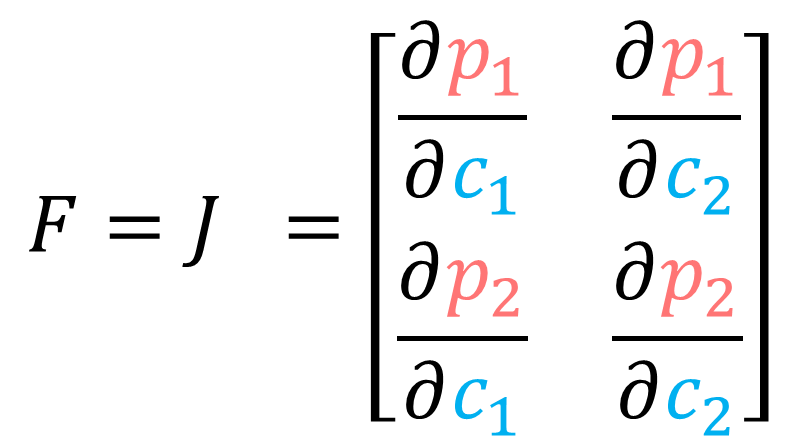 F = J = [ ∂p₁/∂c₁ ∂p₁/∂c₂
∂p₂/∂c₁ ∂p₂/∂c₂ ]